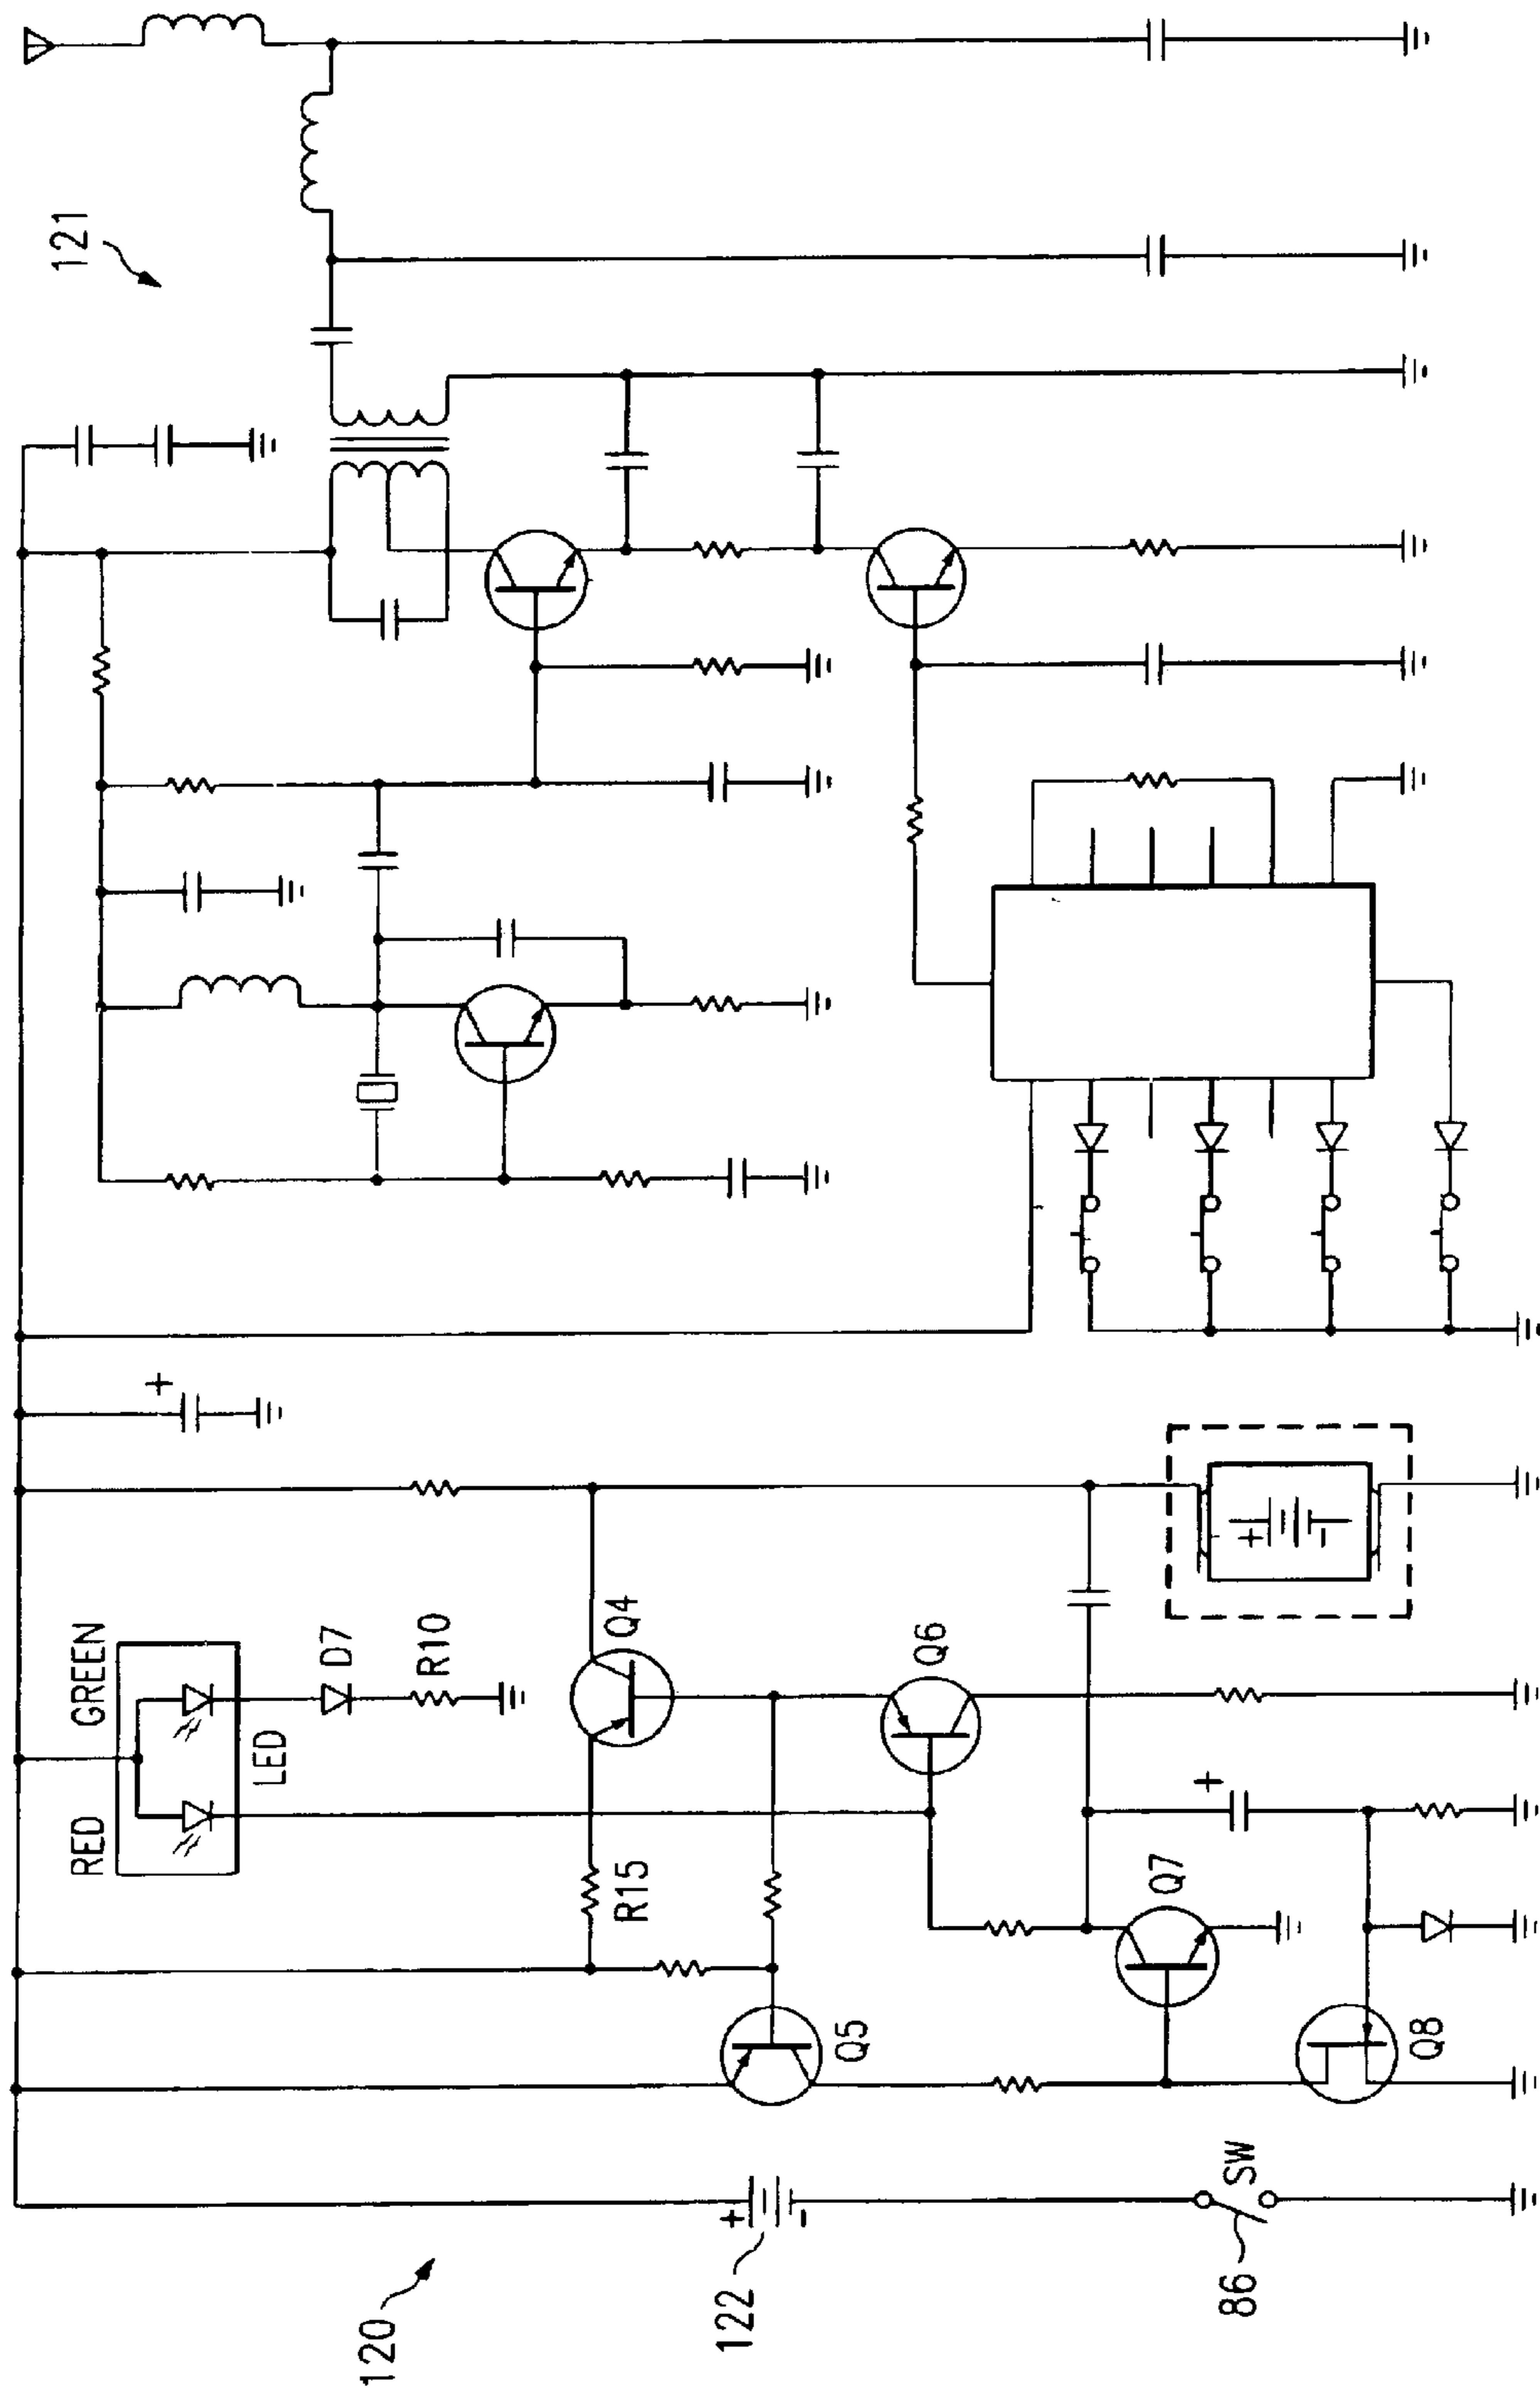 121
GREEN
RED
LED
D7
R10
Q4
R15
Q6
Q5
Q7
Q8
+
+
-
+
+
-
120
122
86
SW